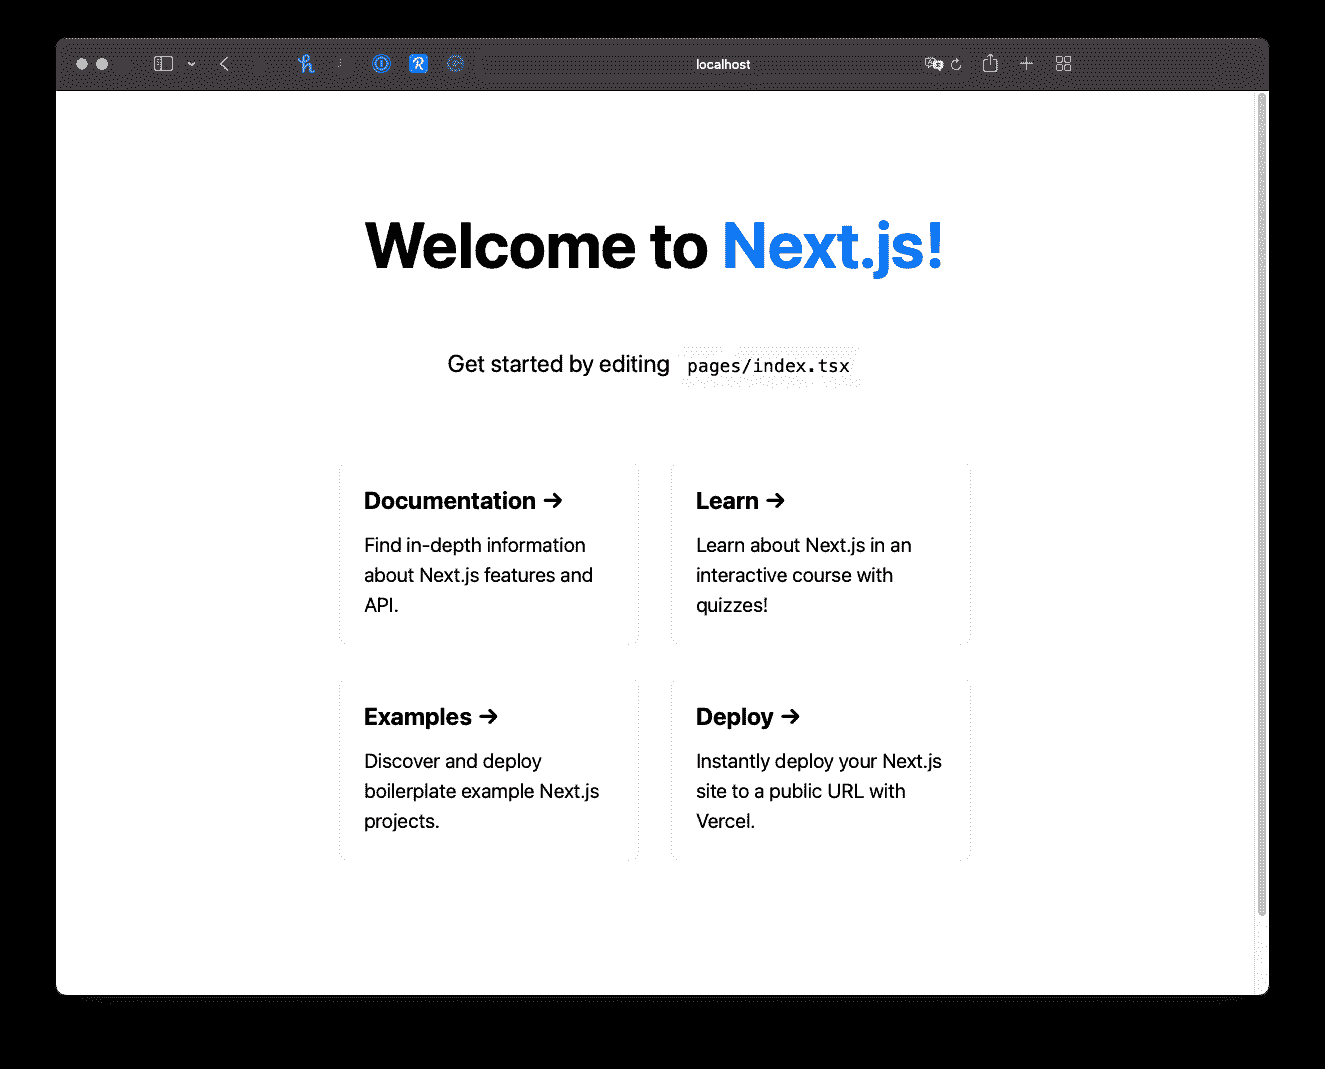 localhost
Welcome to Next.js!
Get started by editing pages/index.tsx
Documentation →
Find in-depth information
about Next.js features and
API.
Learn →
Learn about Next.js in an
interactive course with
quizzes!
Examples →
Discover and deploy
boilerplate example Next.js
projects.
Deploy →
Instantly deploy your Next.js
site to a public URL with
Vercel.